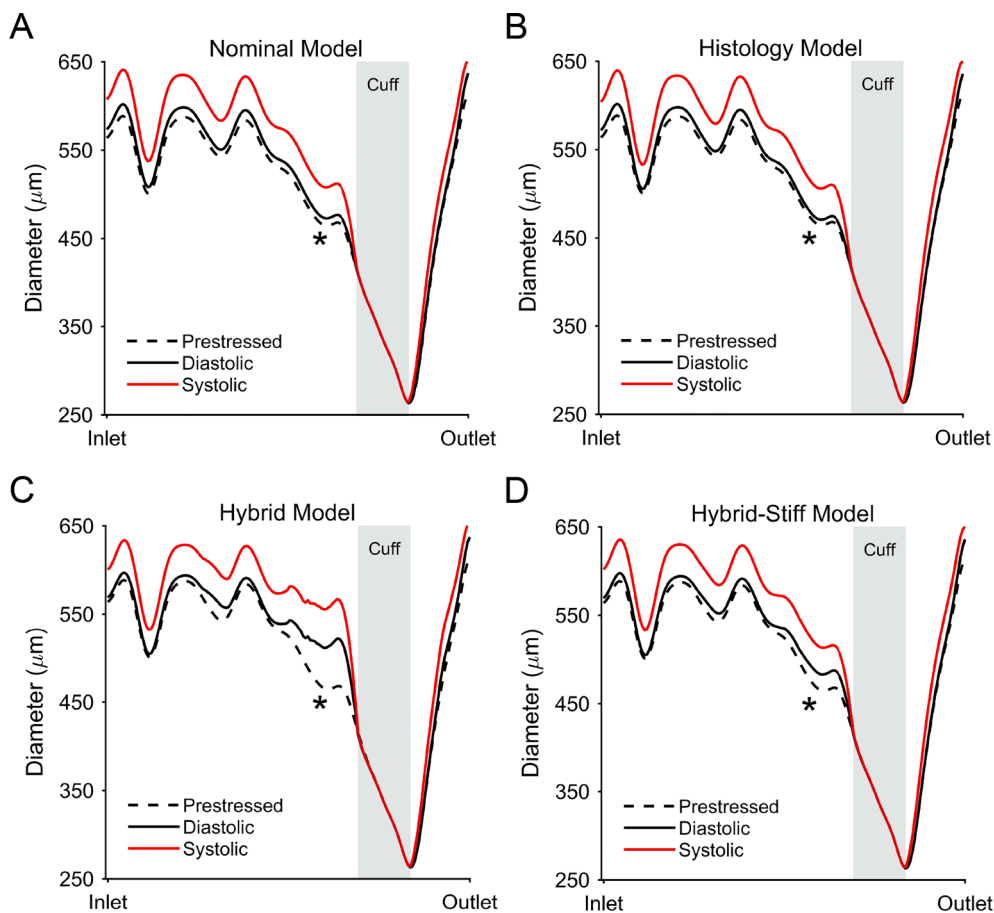 A
Nominal Model
650
550
450
350
250
Diameter (μm)
Cuff
*
Prestressed
Diastolic
Systolic
Inlet
Outlet
B
Histology Model
650
550
450
350
250
Diameter (μm)
Cuff
*
Prestressed
Diastolic
Systolic
Inlet
Outlet
C
Hybrid Model
650
550
450
350
250
Diameter (μm)
Cuff
*
Prestressed
Diastolic
Systolic
Inlet
Outlet
D
Hybrid-Stiff Model
650
550
450
350
250
Diameter (μm)
Cuff
*
Prestressed
Diastolic
Systolic
Inlet
Outlet